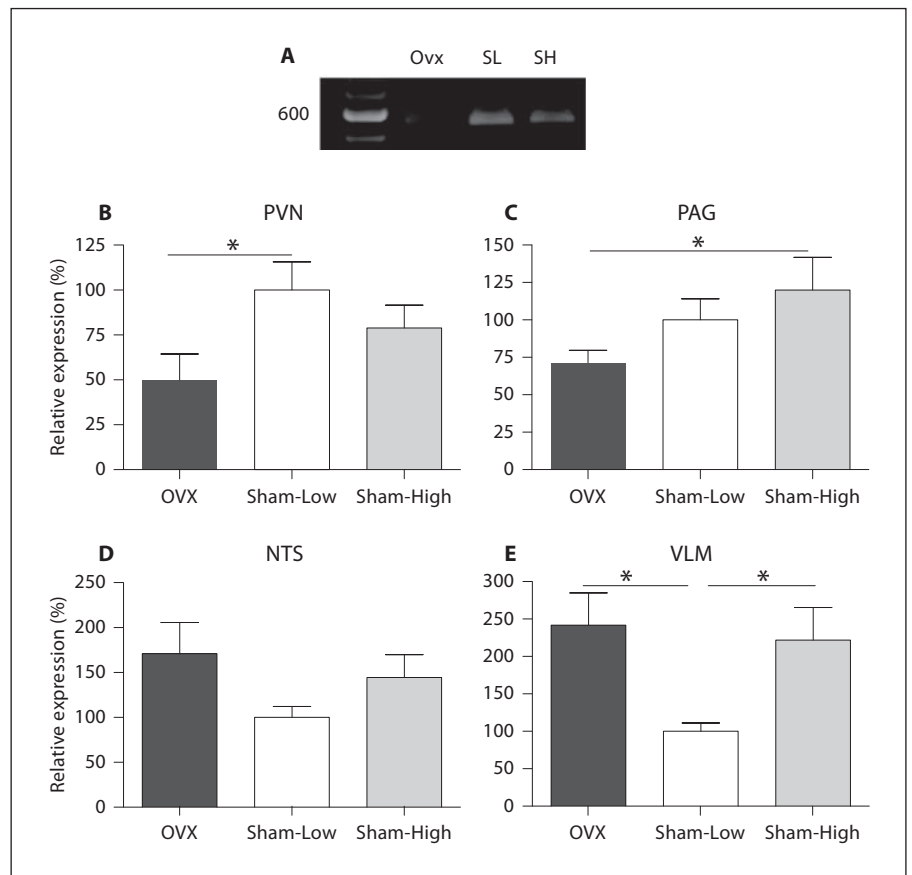 A Ovx SL SH
600
B PVN
Relative expression (%)
125
100
75
50
25
0
OVX Sham-Low Sham-High
*
C PAG
150
125
100
75
50
25
0
OVX Sham-Low Sham-High
*
D NTS
Relative expression (%)
250
200
150
100
50
0
OVX Sham-Low Sham-High
E VLM
300
250
200
150
100
50
0
OVX Sham-Low Sham-High
* *